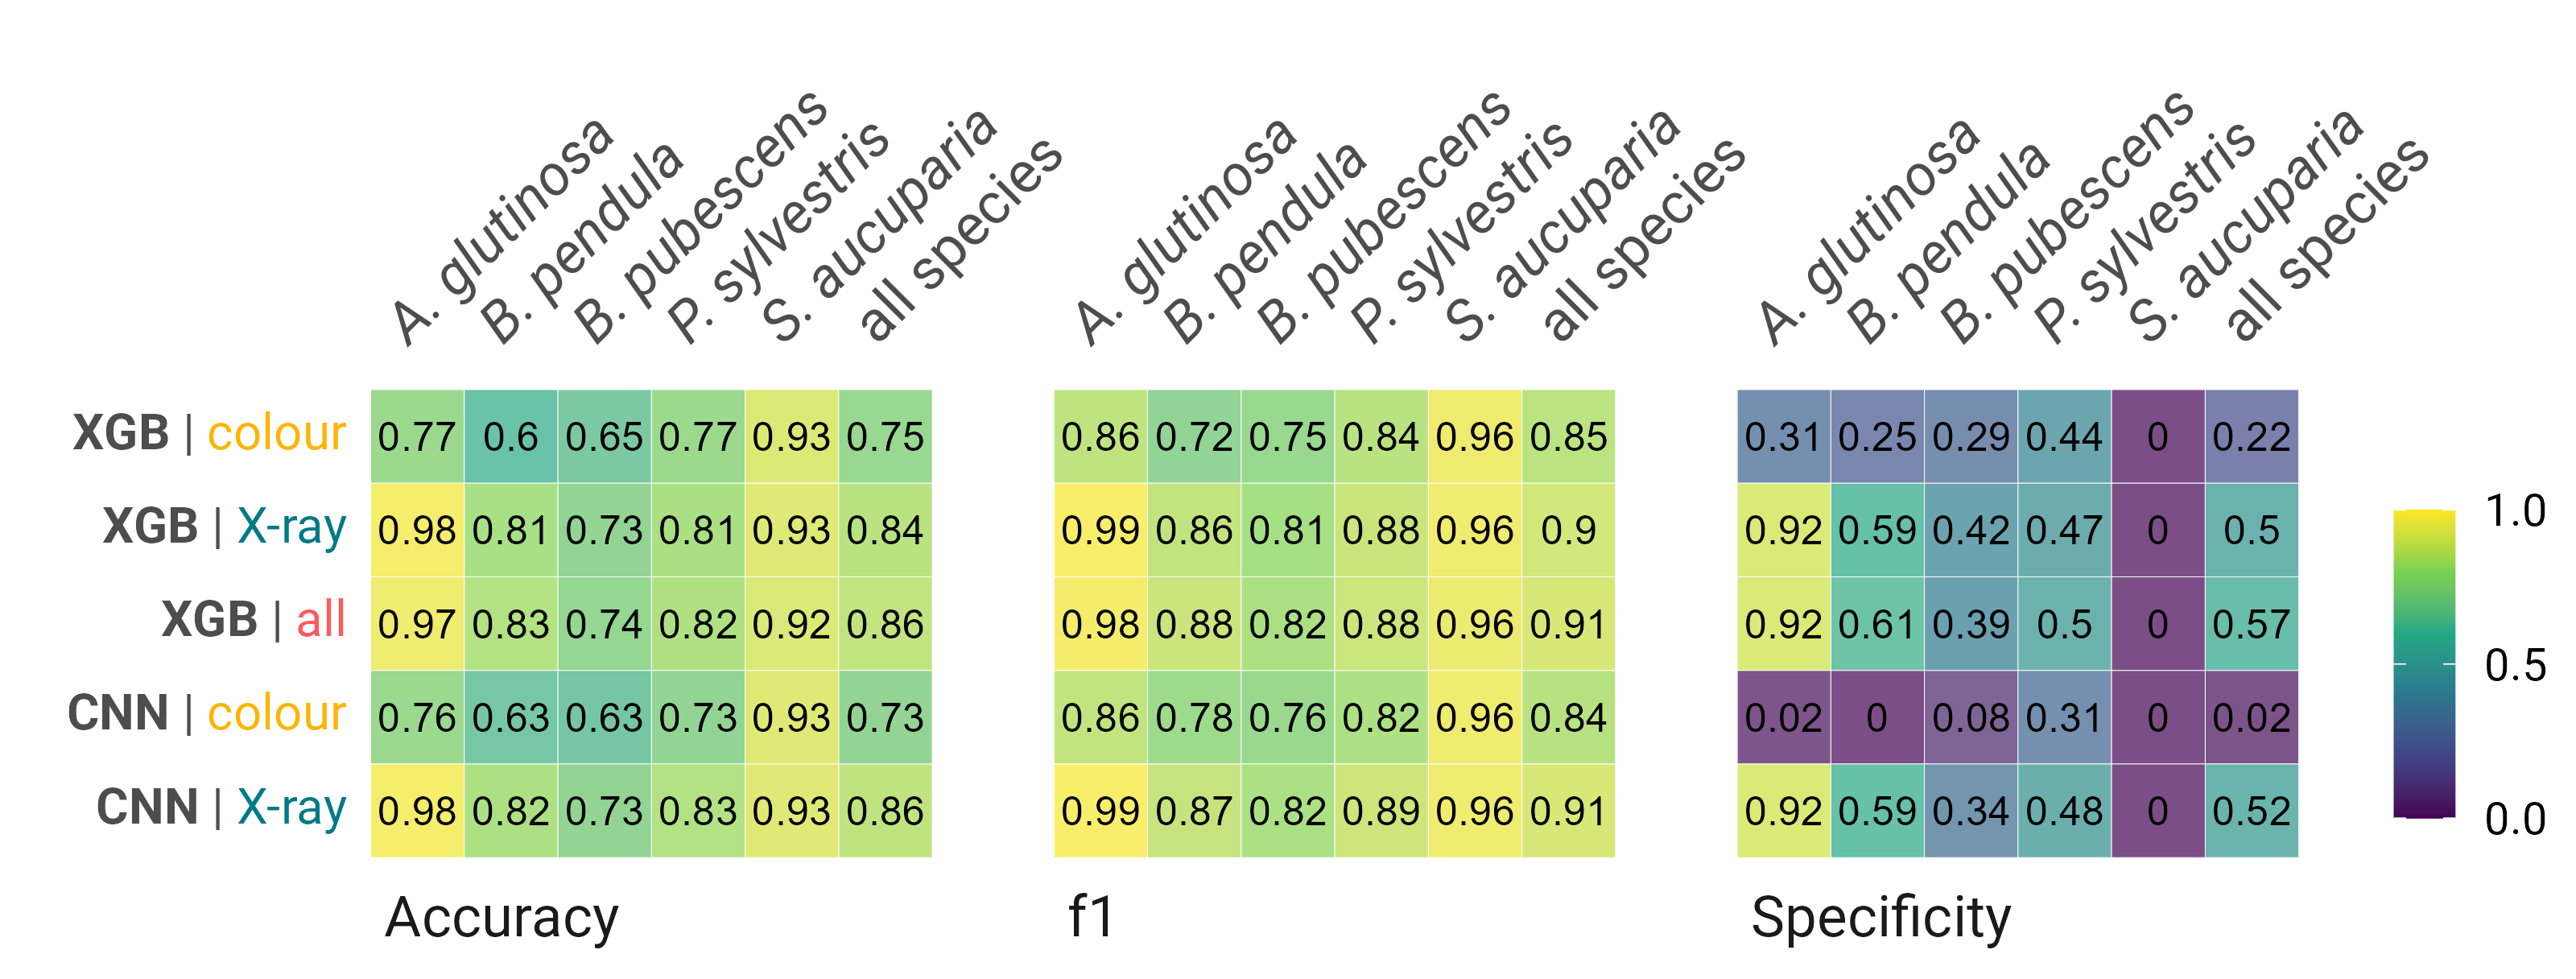 A. glutinosa B. pendula B. pubescens P. sylvestris S. aucuparia all species A. glutinosa B. pendula B. pubescens P. sylvestris S. aucuparia all species A. glutinosa B. pendula B. pubescens P. sylvestris S. aucuparia all species
XGB | colour 0.77 0.6 0.65 0.77 0.93 0.75 0.86 0.72 0.75 0.84 0.96 0.85 0.31 0.25 0.29 0.44 0 0.22
XGB | X-ray 0.98 0.81 0.73 0.81 0.93 0.84 0.99 0.86 0.81 0.88 0.96 0.9 0.92 0.59 0.42 0.47 0 0.5
XGB | all 0.97 0.83 0.74 0.82 0.92 0.86 0.98 0.88 0.82 0.88 0.96 0.91 0.92 0.61 0.39 0.5 0 0.57
CNN | colour 0.76 0.63 0.63 0.73 0.93 0.73 0.86 0.78 0.76 0.82 0.96 0.84 0.02 0 0.08 0.31 0 0.02
CNN | X-ray 0.98 0.82 0.73 0.83 0.93 0.86 0.99 0.87 0.82 0.89 0.96 0.91 0.92 0.59 0.34 0.48 0 0.52
Accuracy f1 Specificity
1.0
0.5
0.0